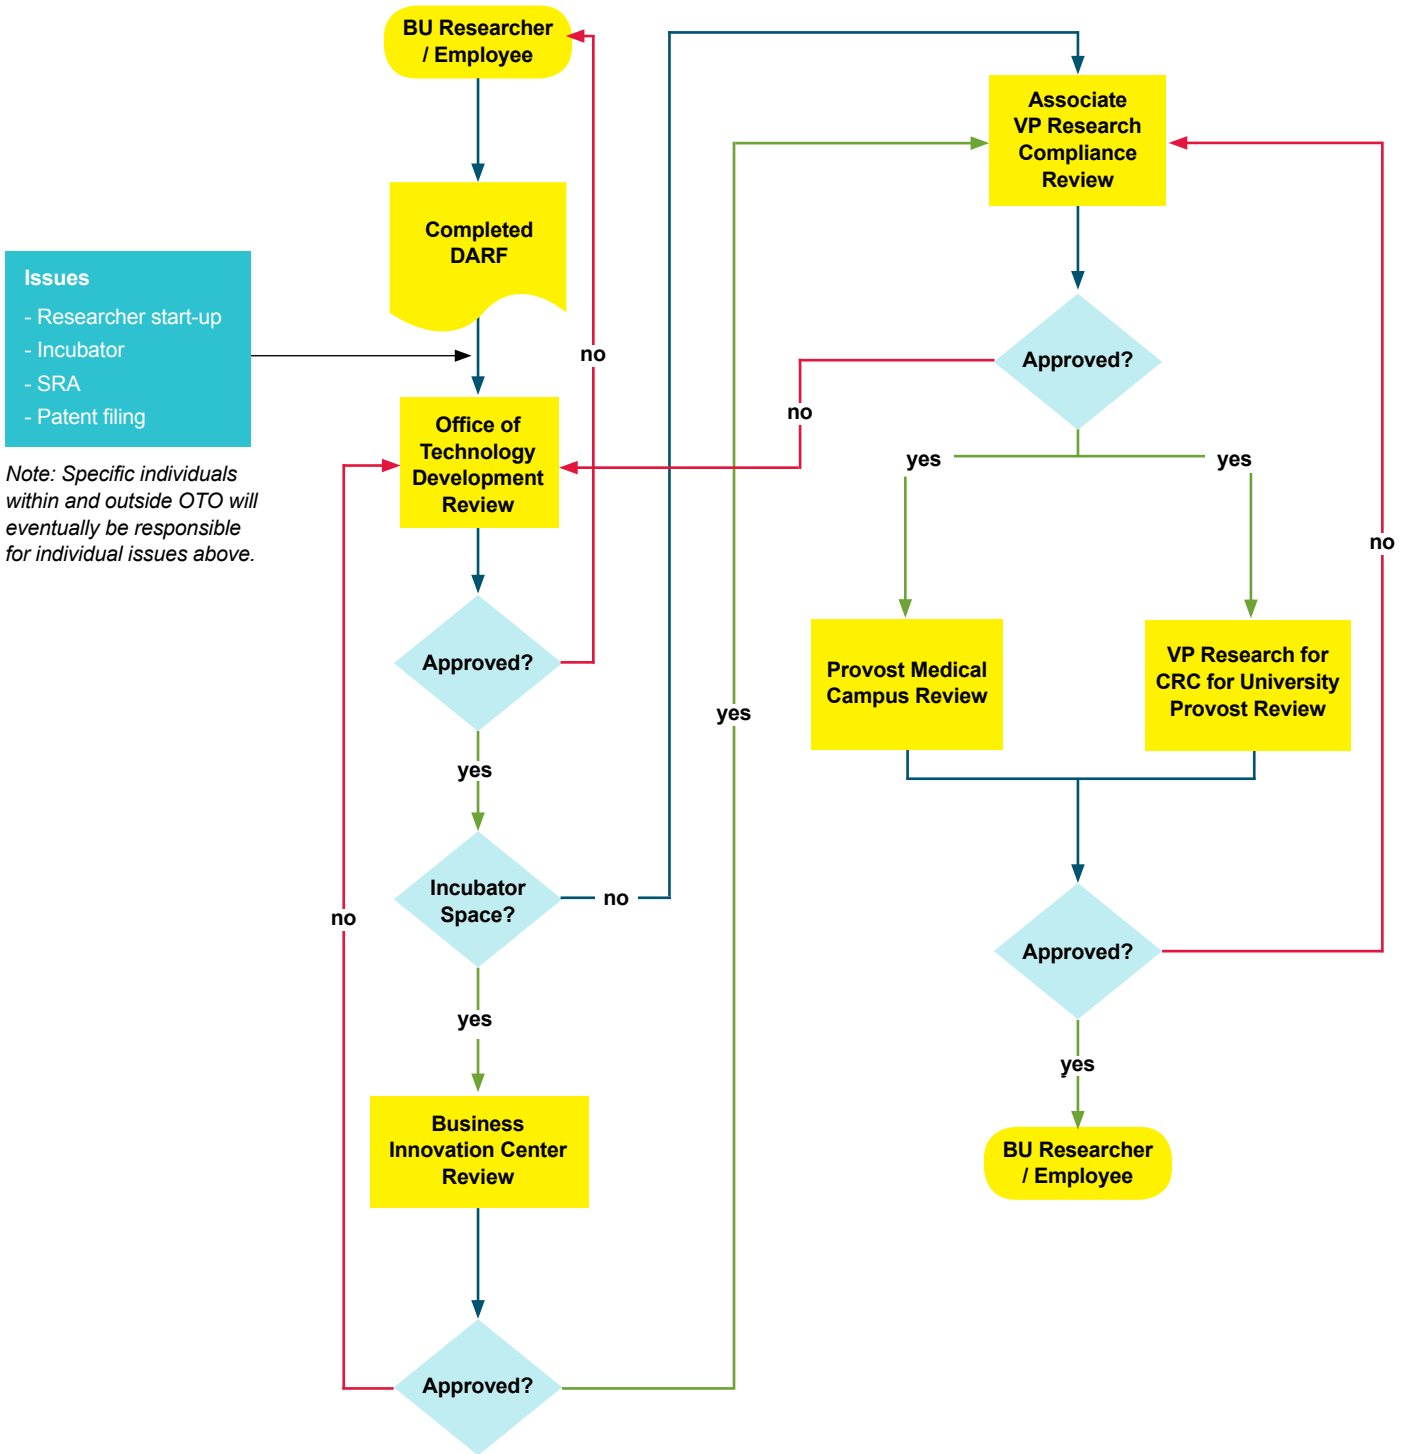 BU Researcher
/ Employee
Completed
DARF
Issues
- Researcher start-up
- Incubator
- SRA
- Patent filing
Note: Specific individuals
within and outside OTO will
eventually be responsible
for individual issues above.
no
Office of
Technology
Development
Review
Approved?
yes
Incubator
Space?
no
no
yes
Business
Innovation Center
Review
Approved?
yes
Associate
VP Research
Compliance
Review
Approved?
no
yes
yes
no
Provost Medical
Campus Review
VP Research for
CRC for University
Provost Review
Approved?
yes
BU Researcher
/ Employee